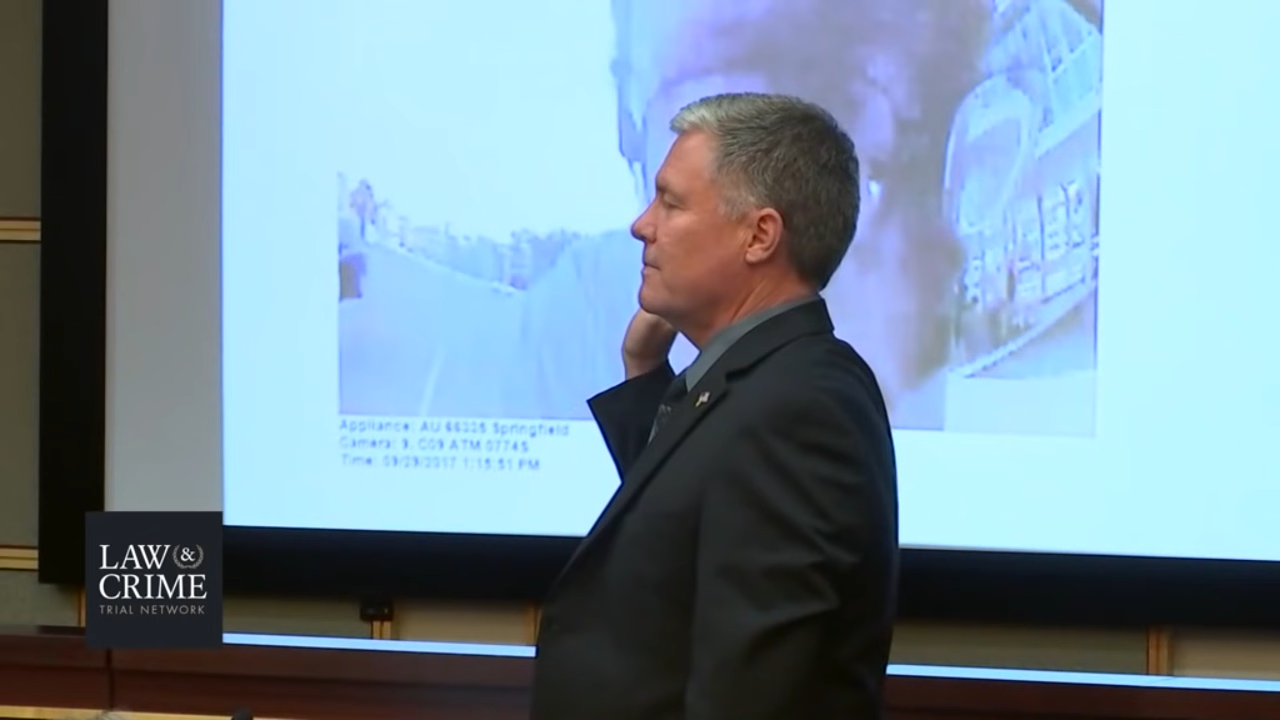 Appliance: AU 66335 Springfield
Camera: 9, C09 ATM 0774S
Time: 09/29/2017 1:15:51 PM
LAW &
CRIME
TRIAL NETWORK